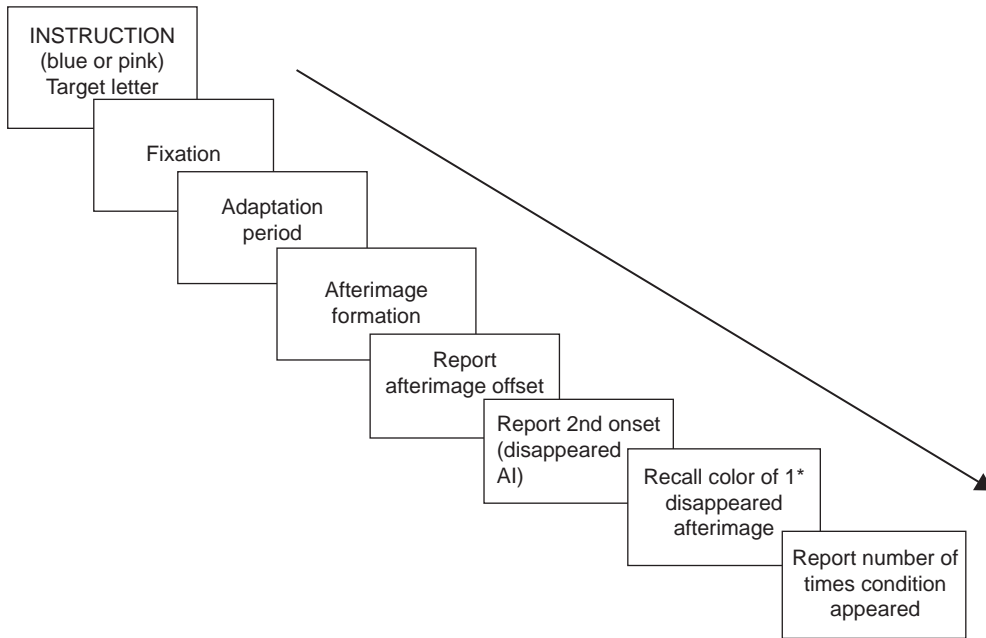 INSTRUCTION
(blue or pink)
Target letter
Fixation
Adaptation
period
Afterimage
formation
Report
afterimage offset
Report 2nd onset
(disappeared
AI)
Recall color of 1*
disappeared
afterimage
Report number of
times condition
appeared